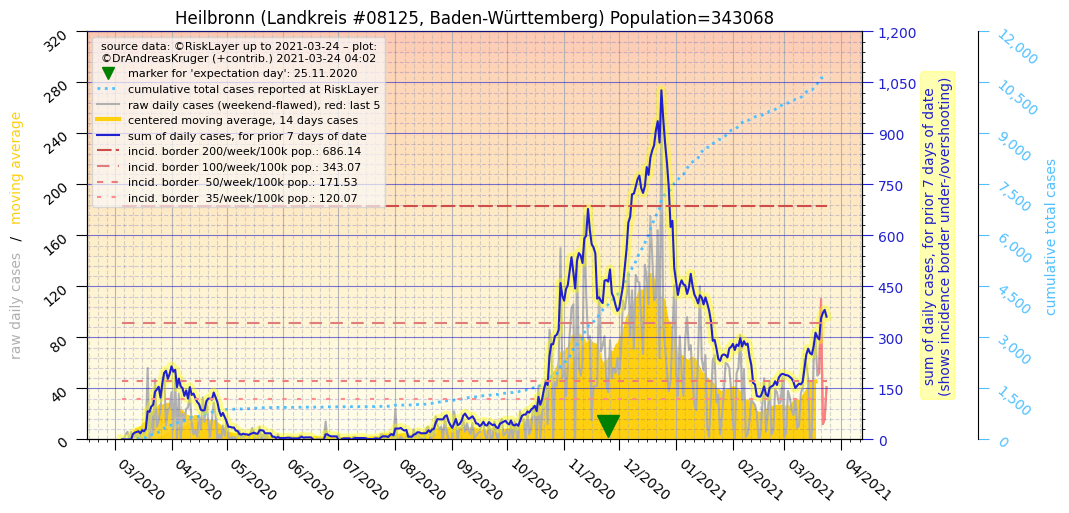 Heilbronn (Landkreis #08125, Baden-Württemberg) Population=343068
source data: ©RiskLayer up to 2021-03-24 – plot:
©DrAndreasKruger (+contrib.) 2021-03-24 04:02
marker for 'expectation day': 25.11.2020
cumulative total cases reported at RiskLayer
raw daily cases (weekend-flawed), red: last 5
centered moving average, 14 days cases
sum of daily cases, for prior 7 days of date
incid. border 200/week/100k pop.: 686.14
incid. border 100/week/100k pop.: 343.07
incid. border  50/week/100k pop.: 171.53
incid. border  35/week/100k pop.: 120.07
raw daily cases / moving average
320
280
240
200
160
120
80
40
0
03/2020
04/2020
05/2020
06/2020
07/2020
08/2020
09/2020
10/2020
11/2020
12/2020
01/2021
02/2021
03/2021
04/2021
1,200
1,050
900
750
600
450
300
150
0
sum of daily cases, for prior 7 days of date
(shows incidence border under-/overshooting)
12,000
10,500
9,000
7,500
6,000
4,500
3,000
1,500
0
cumulative total cases